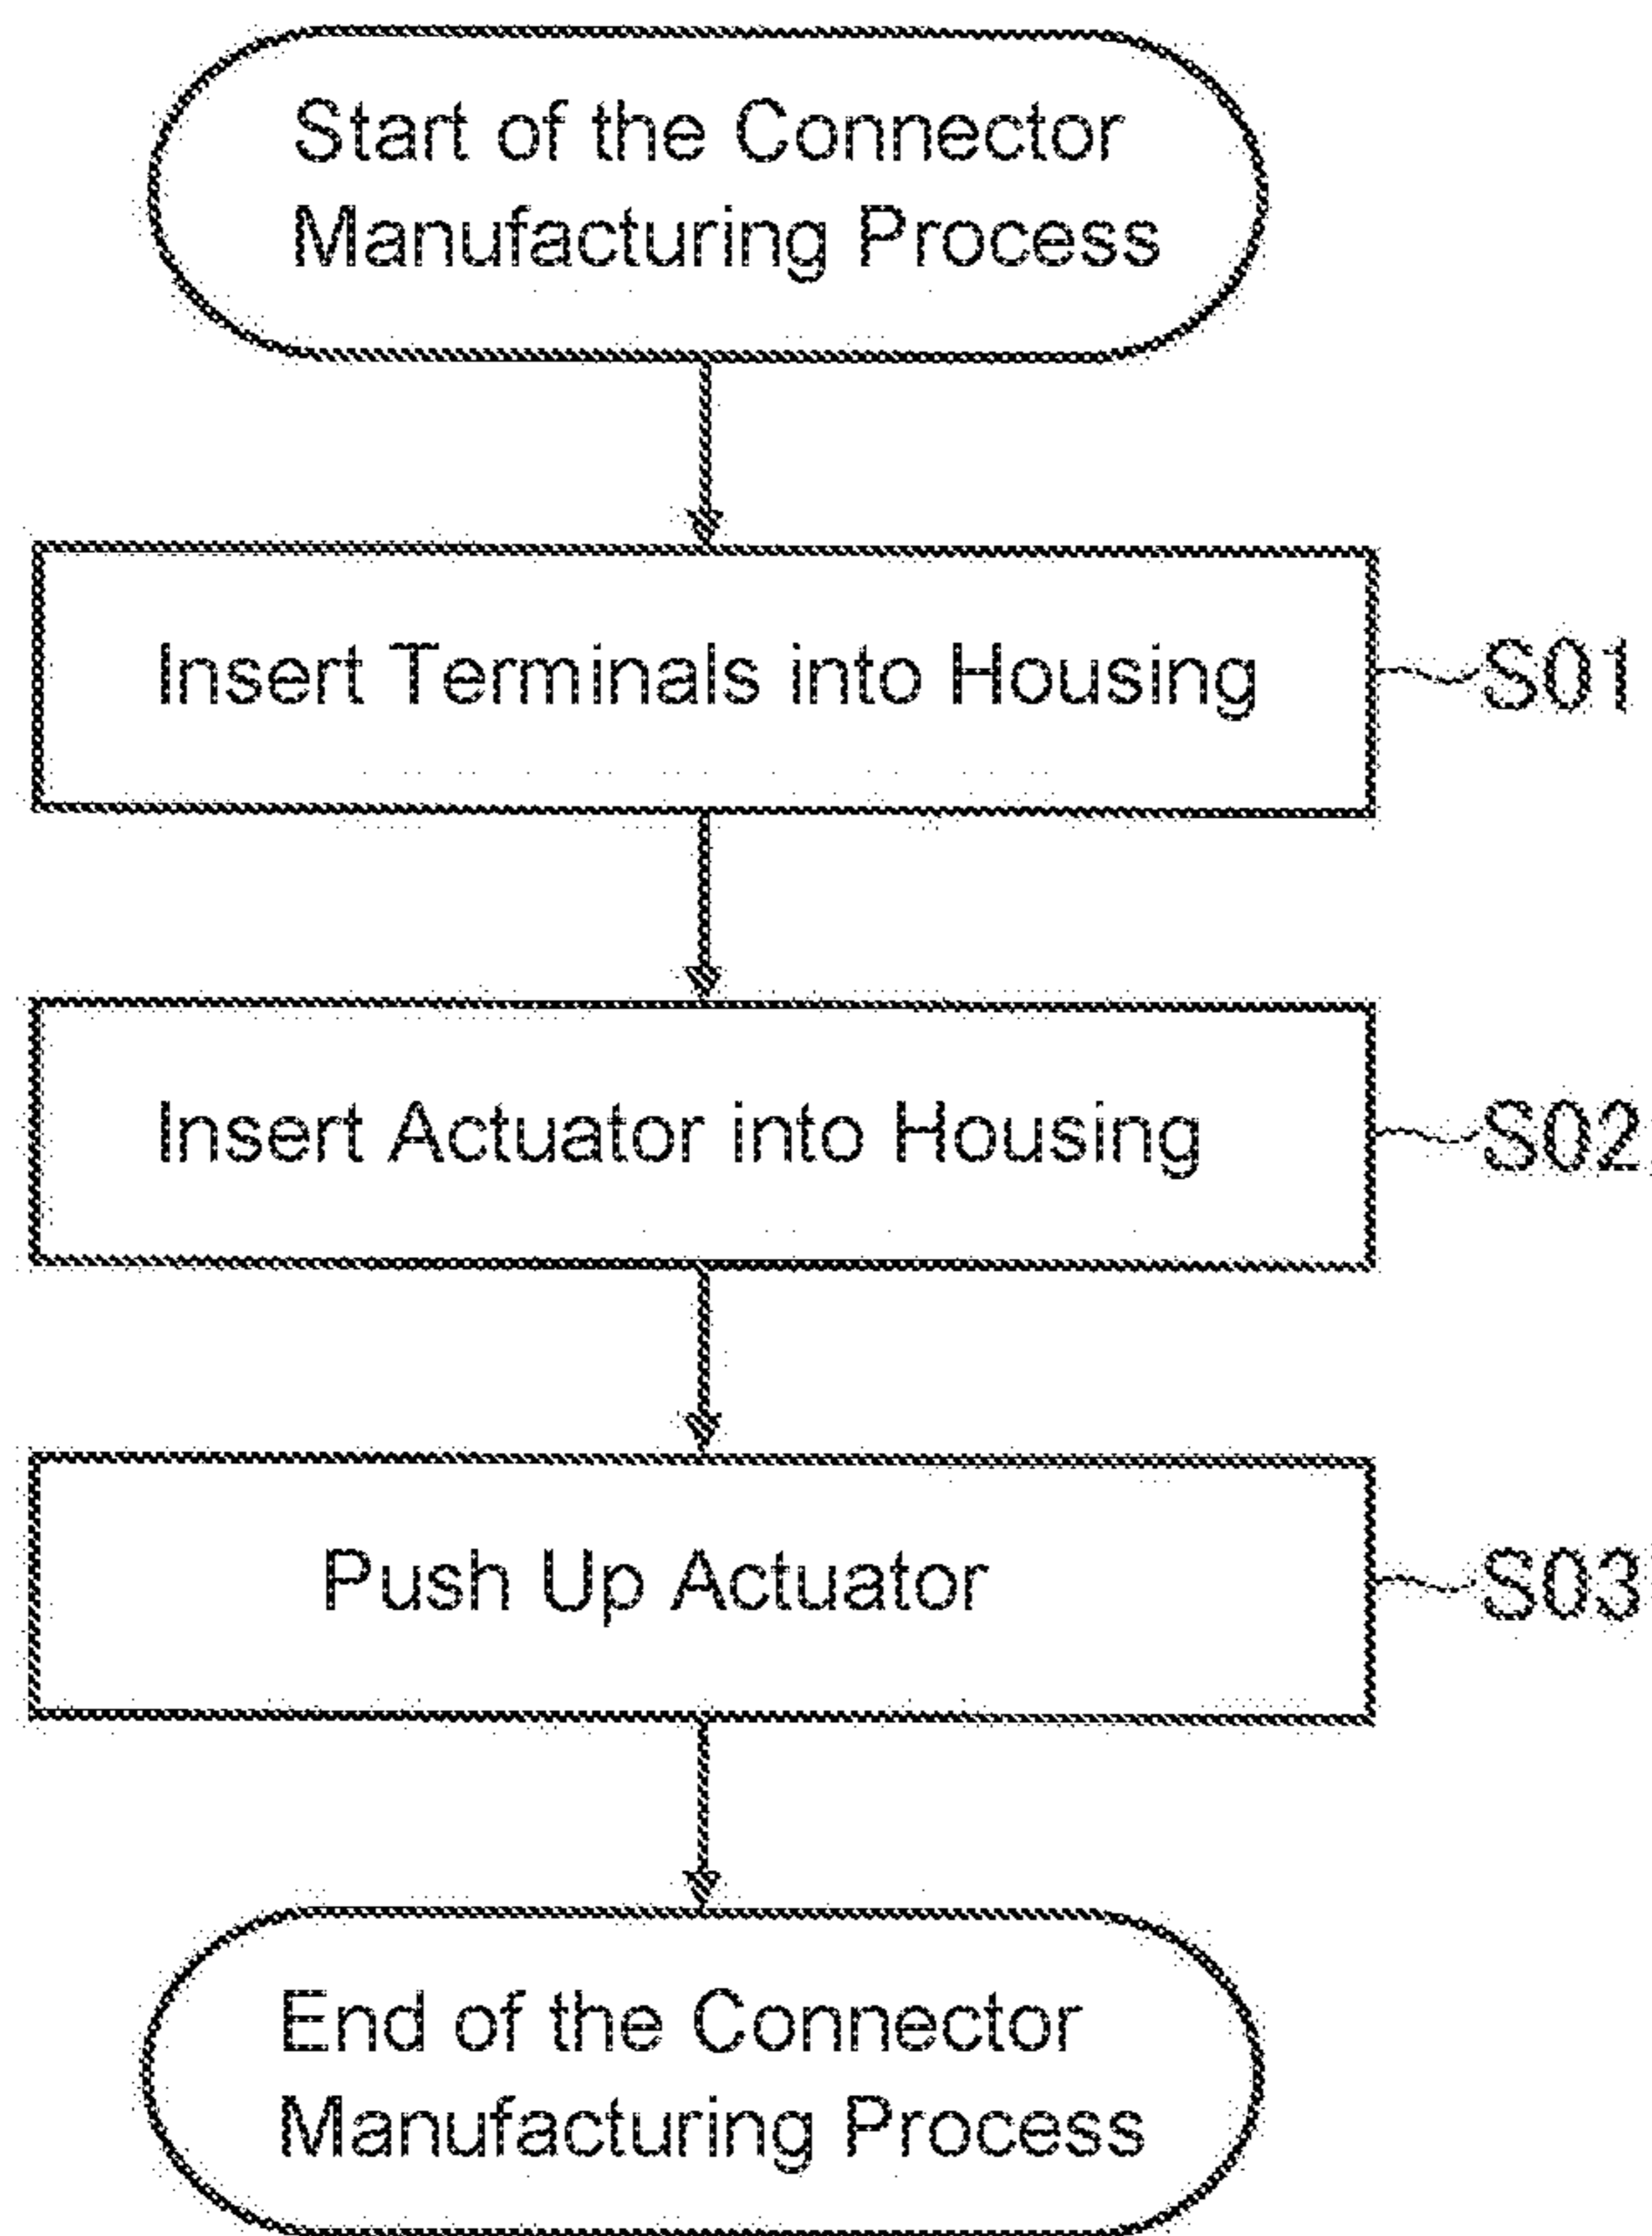 Start of the Connector
Manufacturing Process
Insert Terminals into Housing
S01
Insert Actuator into Housing
S02
Push Up Actuator
S03
End of the Connector
Manufacturing Process